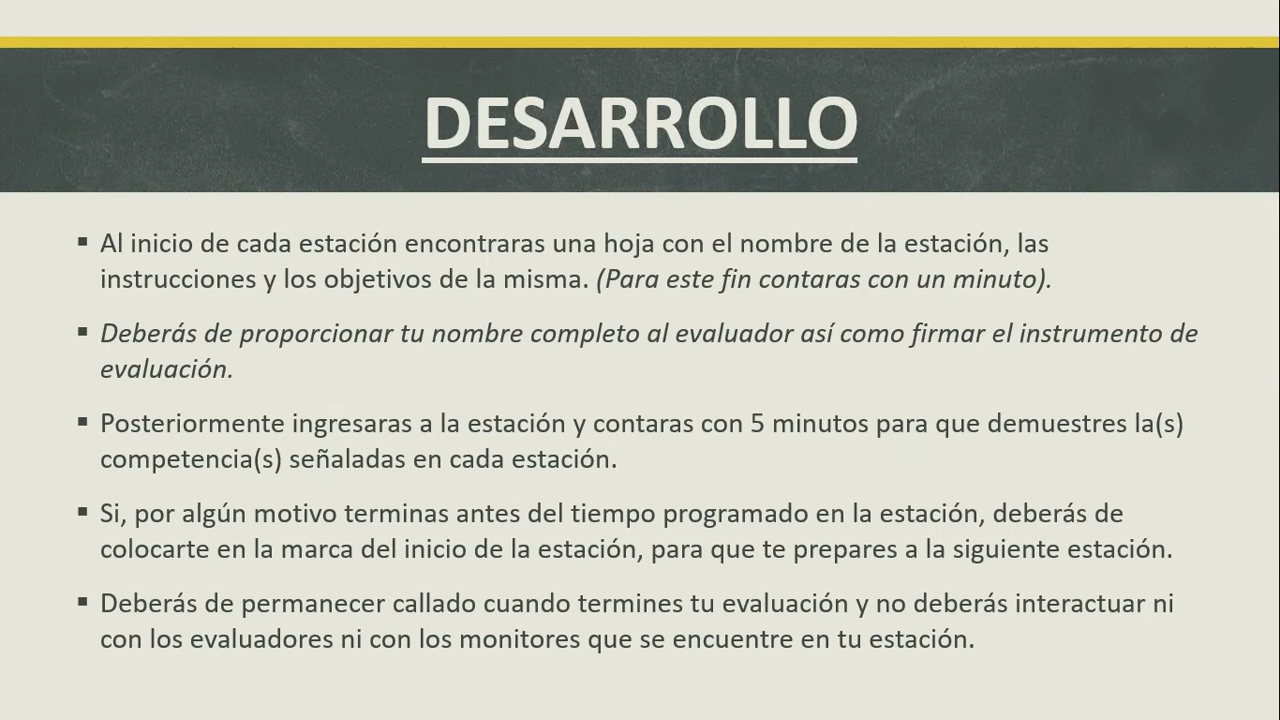 DESARROLLO
▪ Al inicio de cada estación encontraras una hoja con el nombre de la estación, las
instrucciones y los objetivos de la misma. (Para este fin contaras con un minuto).
▪ Deberás de proporcionar tu nombre completo al evaluador así como firmar el instrumento de
evaluación.
▪ Posteriormente ingresaras a la estación y contaras con 5 minutos para que demuestres la(s)
competencia(s) señaladas en cada estación.
▪ Si, por algún motivo terminas antes del tiempo programado en la estación, deberás de
colocarte en la marca del inicio de la estación, para que te prepares a la siguiente estación.
▪ Deberás de permanecer callado cuando termines tu evaluación y no deberás interactuar ni
con los evaluadores ni con los monitores que se encuentre en tu estación.